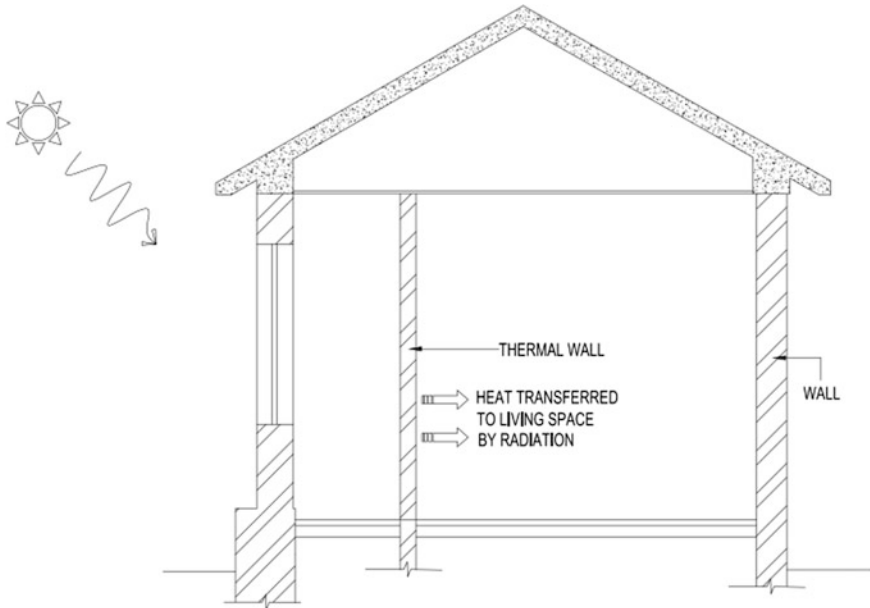 THERMAL WALL
HEAT TRANSFERRED
TO LIVING SPACE
BY RADIATION
WALL